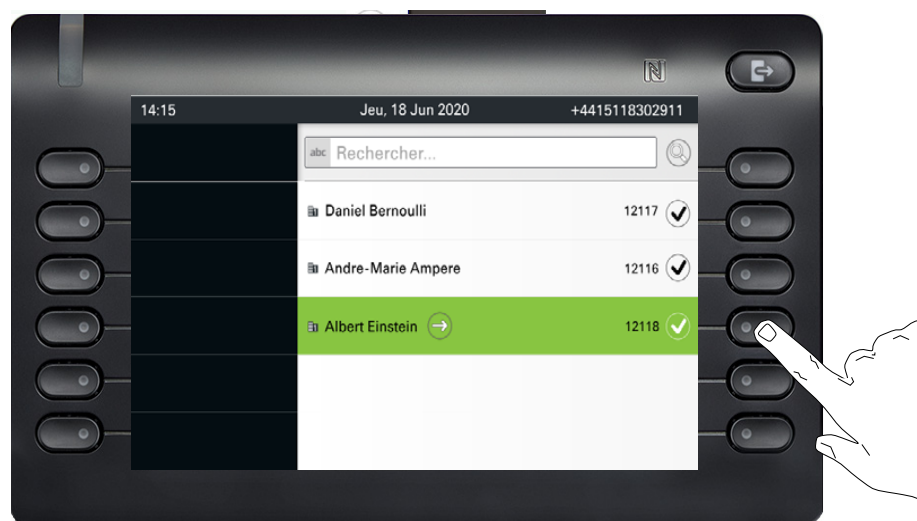 14:15 Jeu, 18 Jun 2020 +4415118302911
abc Rechercher...
Daniel Bernoulli 12117
Andre-Marie Ampere 12116
Albert Einstein 12118